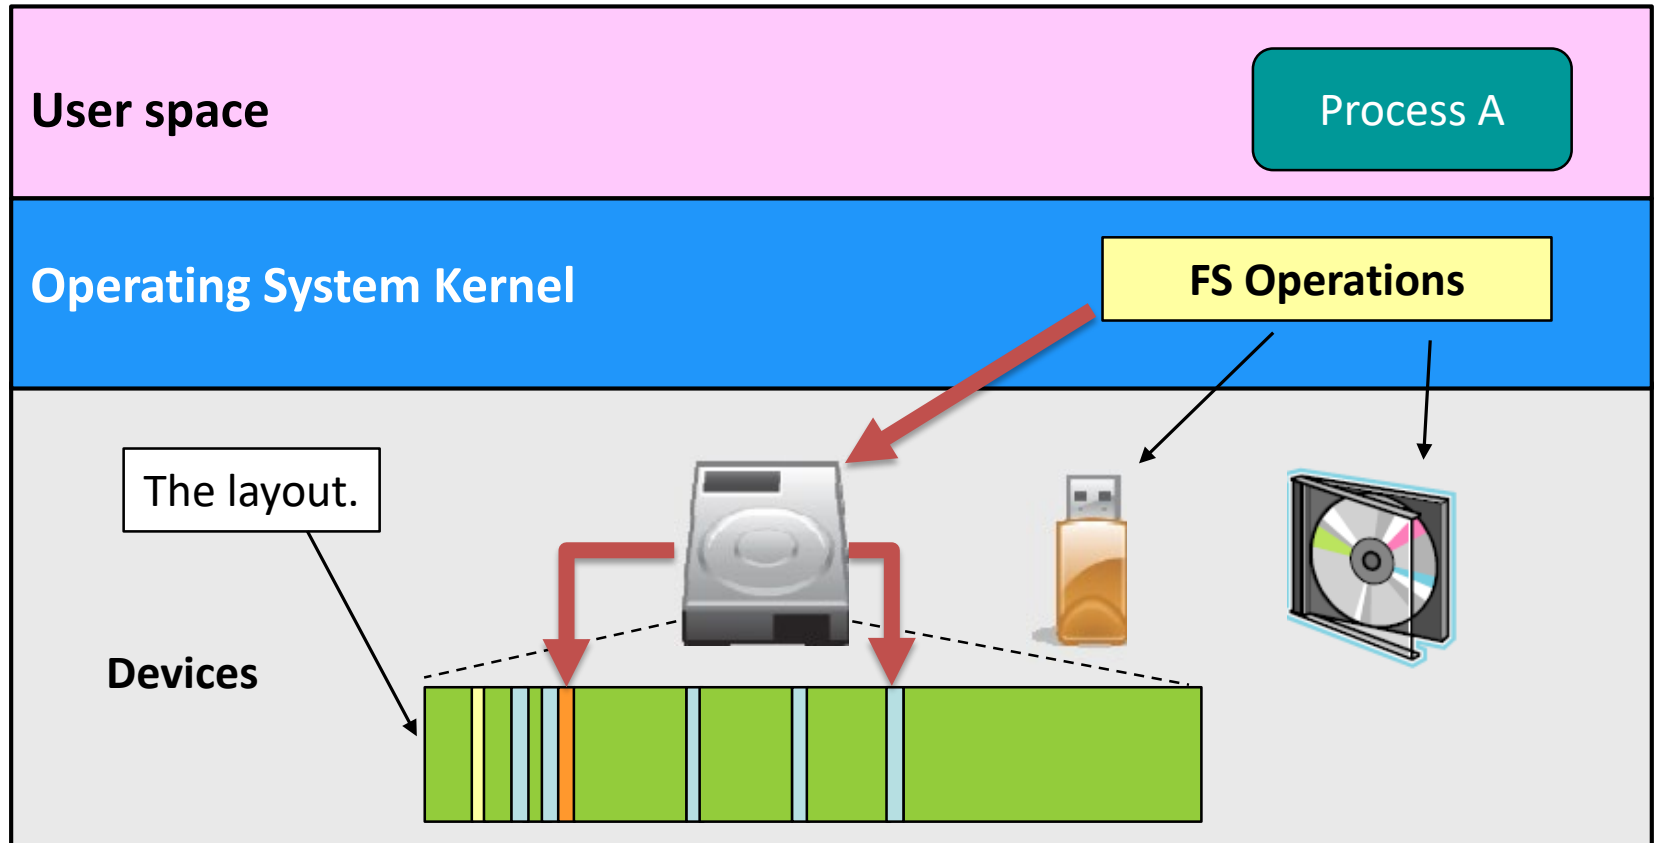 User space
Process A
Operating System Kernel
FS Operations
The layout.
Devices